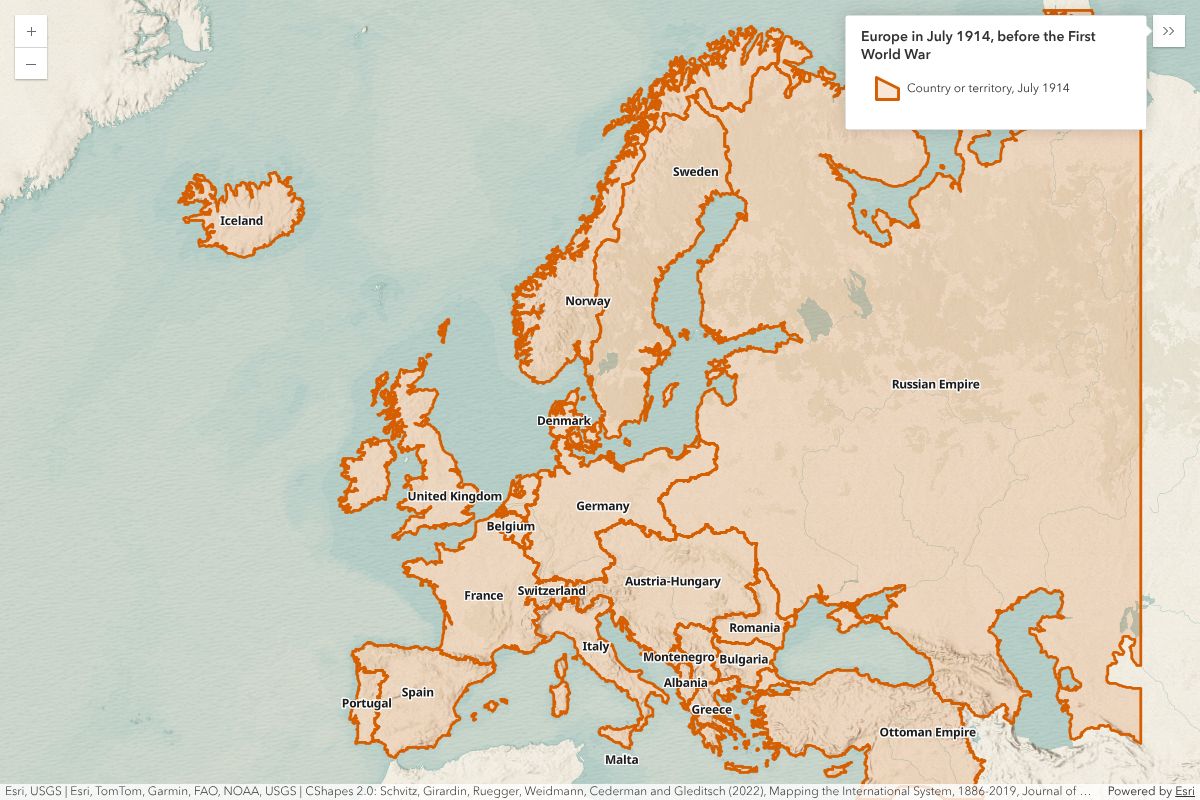 +
−
Europe in July 1914, before the First
World War
Country or territory, July 1914
Iceland
Sweden
Norway
Russian Empire
Denmark
United Kingdom
Germany
Belgium
Austria-Hungary
Switzerland
France
Romania
Italy
Montenegro
Bulgaria
Albania
Spain
Portugal
Greece
Ottoman Empire
Malta
Esri, USGS | Esri, TomTom, Garmin, FAO, NOAA, USGS | CShapes 2.0: Schvitz, Girardin, Ruegger, Weidmann, Cederman and Gleditsch (2022), Mapping the International System, 1886-2019, Journal of ...
Powered by Esri